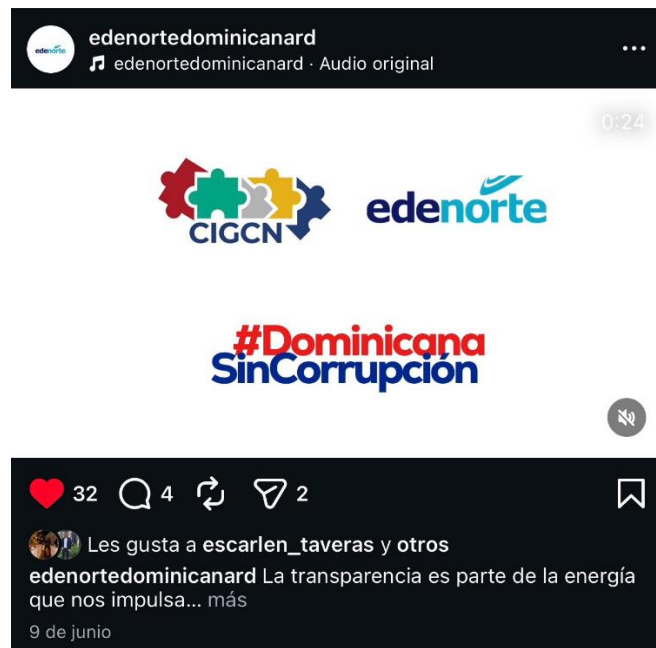 edenorte
edenortedominicanard
edenortedominicanard · Audio original
0:24
CIGCN
edenorte
#Dominicana
SinCorrupción
32
4
2
Les gusta a escarlen_taveras y otros
edenortedominicanard La transparencia es parte de la energía
que nos impulsa... más
9 de junio